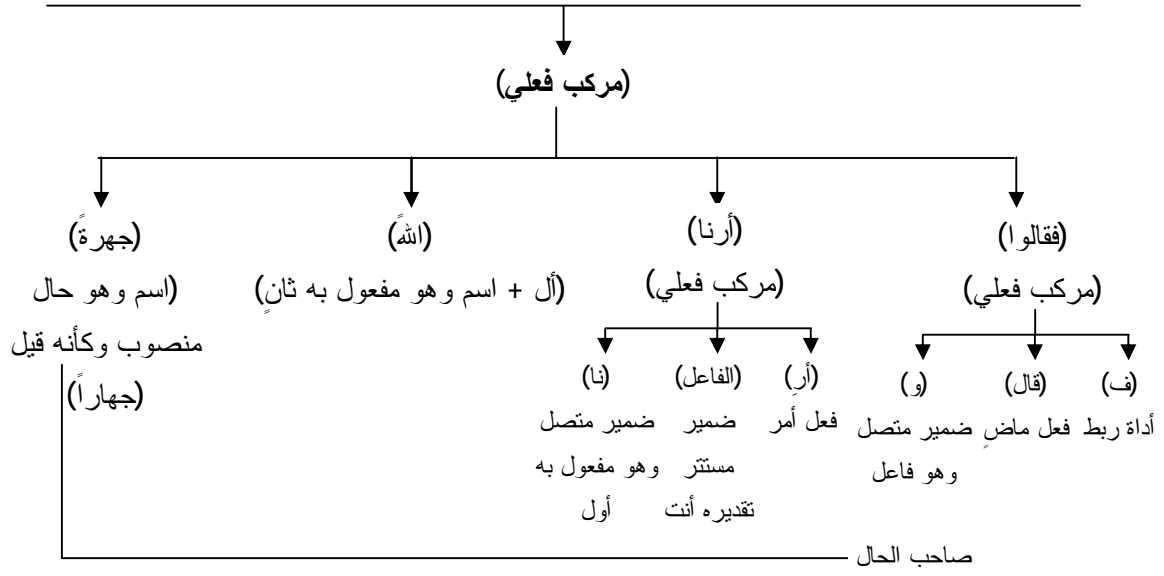 (مركب فعلي)
(فقالوا)
(مركب فعلي)
(ف)
أداة ربط
(قال)
فعل ماضٍ
(و)
ضمير متصل
وهو فاعل
(أرنا)
(مركب فعلي)
(أرِ)
فعل أمر
(الفاعل)
ضمير
مستتر
تقديره أنت
(نا)
ضمير متصل
وهو مفعول به
أول
(اللهَ)
(أل + اسم وهو مفعول به ثانٍ)
(جهرةً)
(اسم وهو حال
منصوب وكأنه قيل
(جهاراً)
صاحب الحال